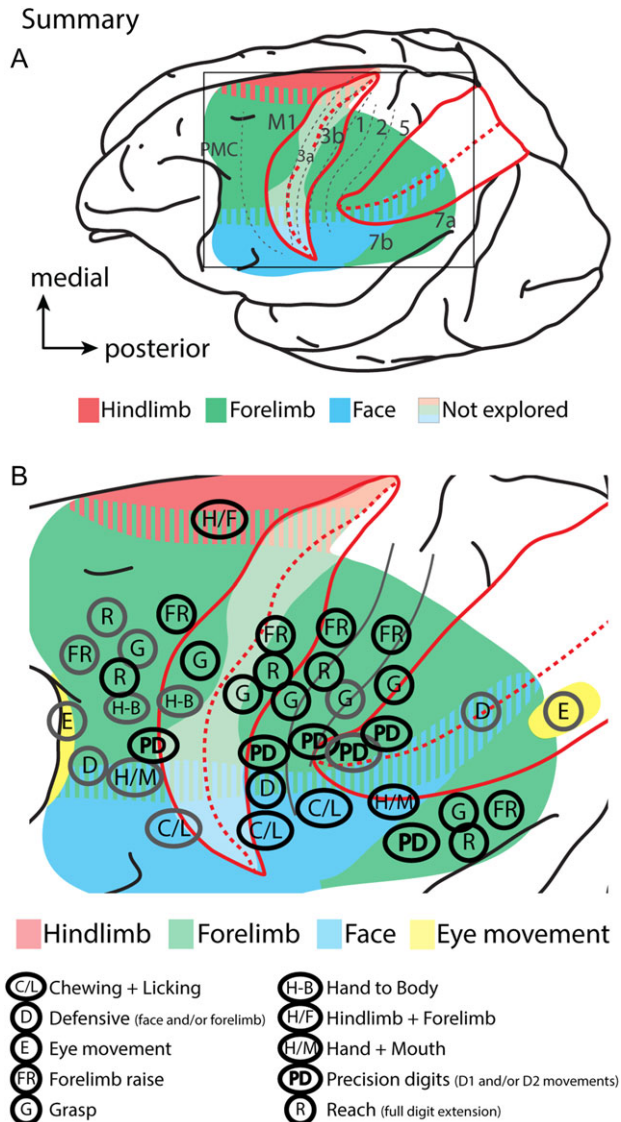 Summary
A
PMC
M1
3a
3b
1
2
5
7b
7a
medial
posterior
Hindlimb Forelimb Face Not explored
B
H/F
R FR FR FR FR
FR G G R R
R G G G G
H-B H-B
E D E
PD PD PD PD PD
D H/M D H/M
C/L C/L C/L G FR
PD R
Hindlimb Forelimb Face Eye movement
C/L Chewing + Licking
D Defensive (face and/or forelimb)
E Eye movement
FR Forelimb raise
G Grasp
H-B Hand to Body
H/F Hindlimb + Forelimb
H/M Hand + Mouth
PD Precision digits (D1 and/or D2 movements)
R Reach (full digit extension)